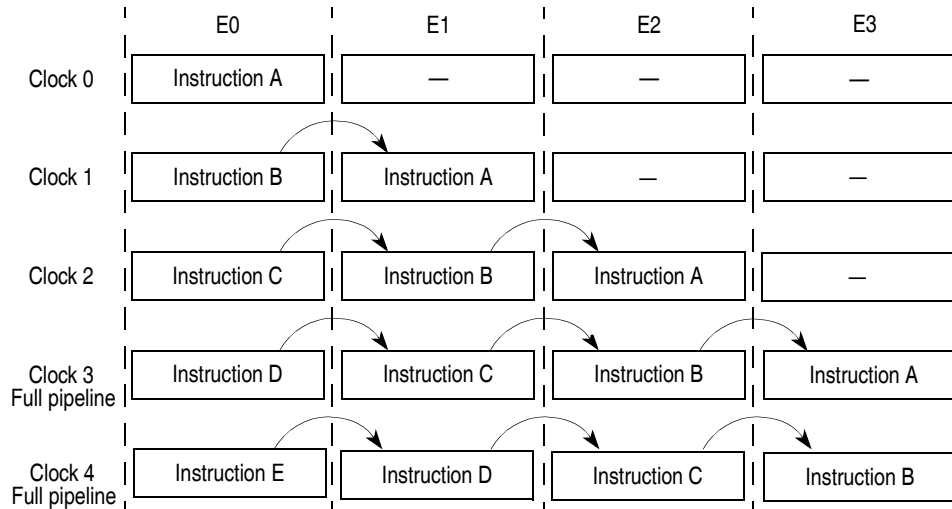 E0 E1 E2 E3
Clock 0 Instruction A — — —
Clock 1 Instruction B Instruction A — —
Clock 2 Instruction C Instruction B Instruction A —
Clock 3 Instruction D Instruction C Instruction B Instruction A
Full pipeline
Clock 4 Instruction E Instruction D Instruction C Instruction B
Full pipeline